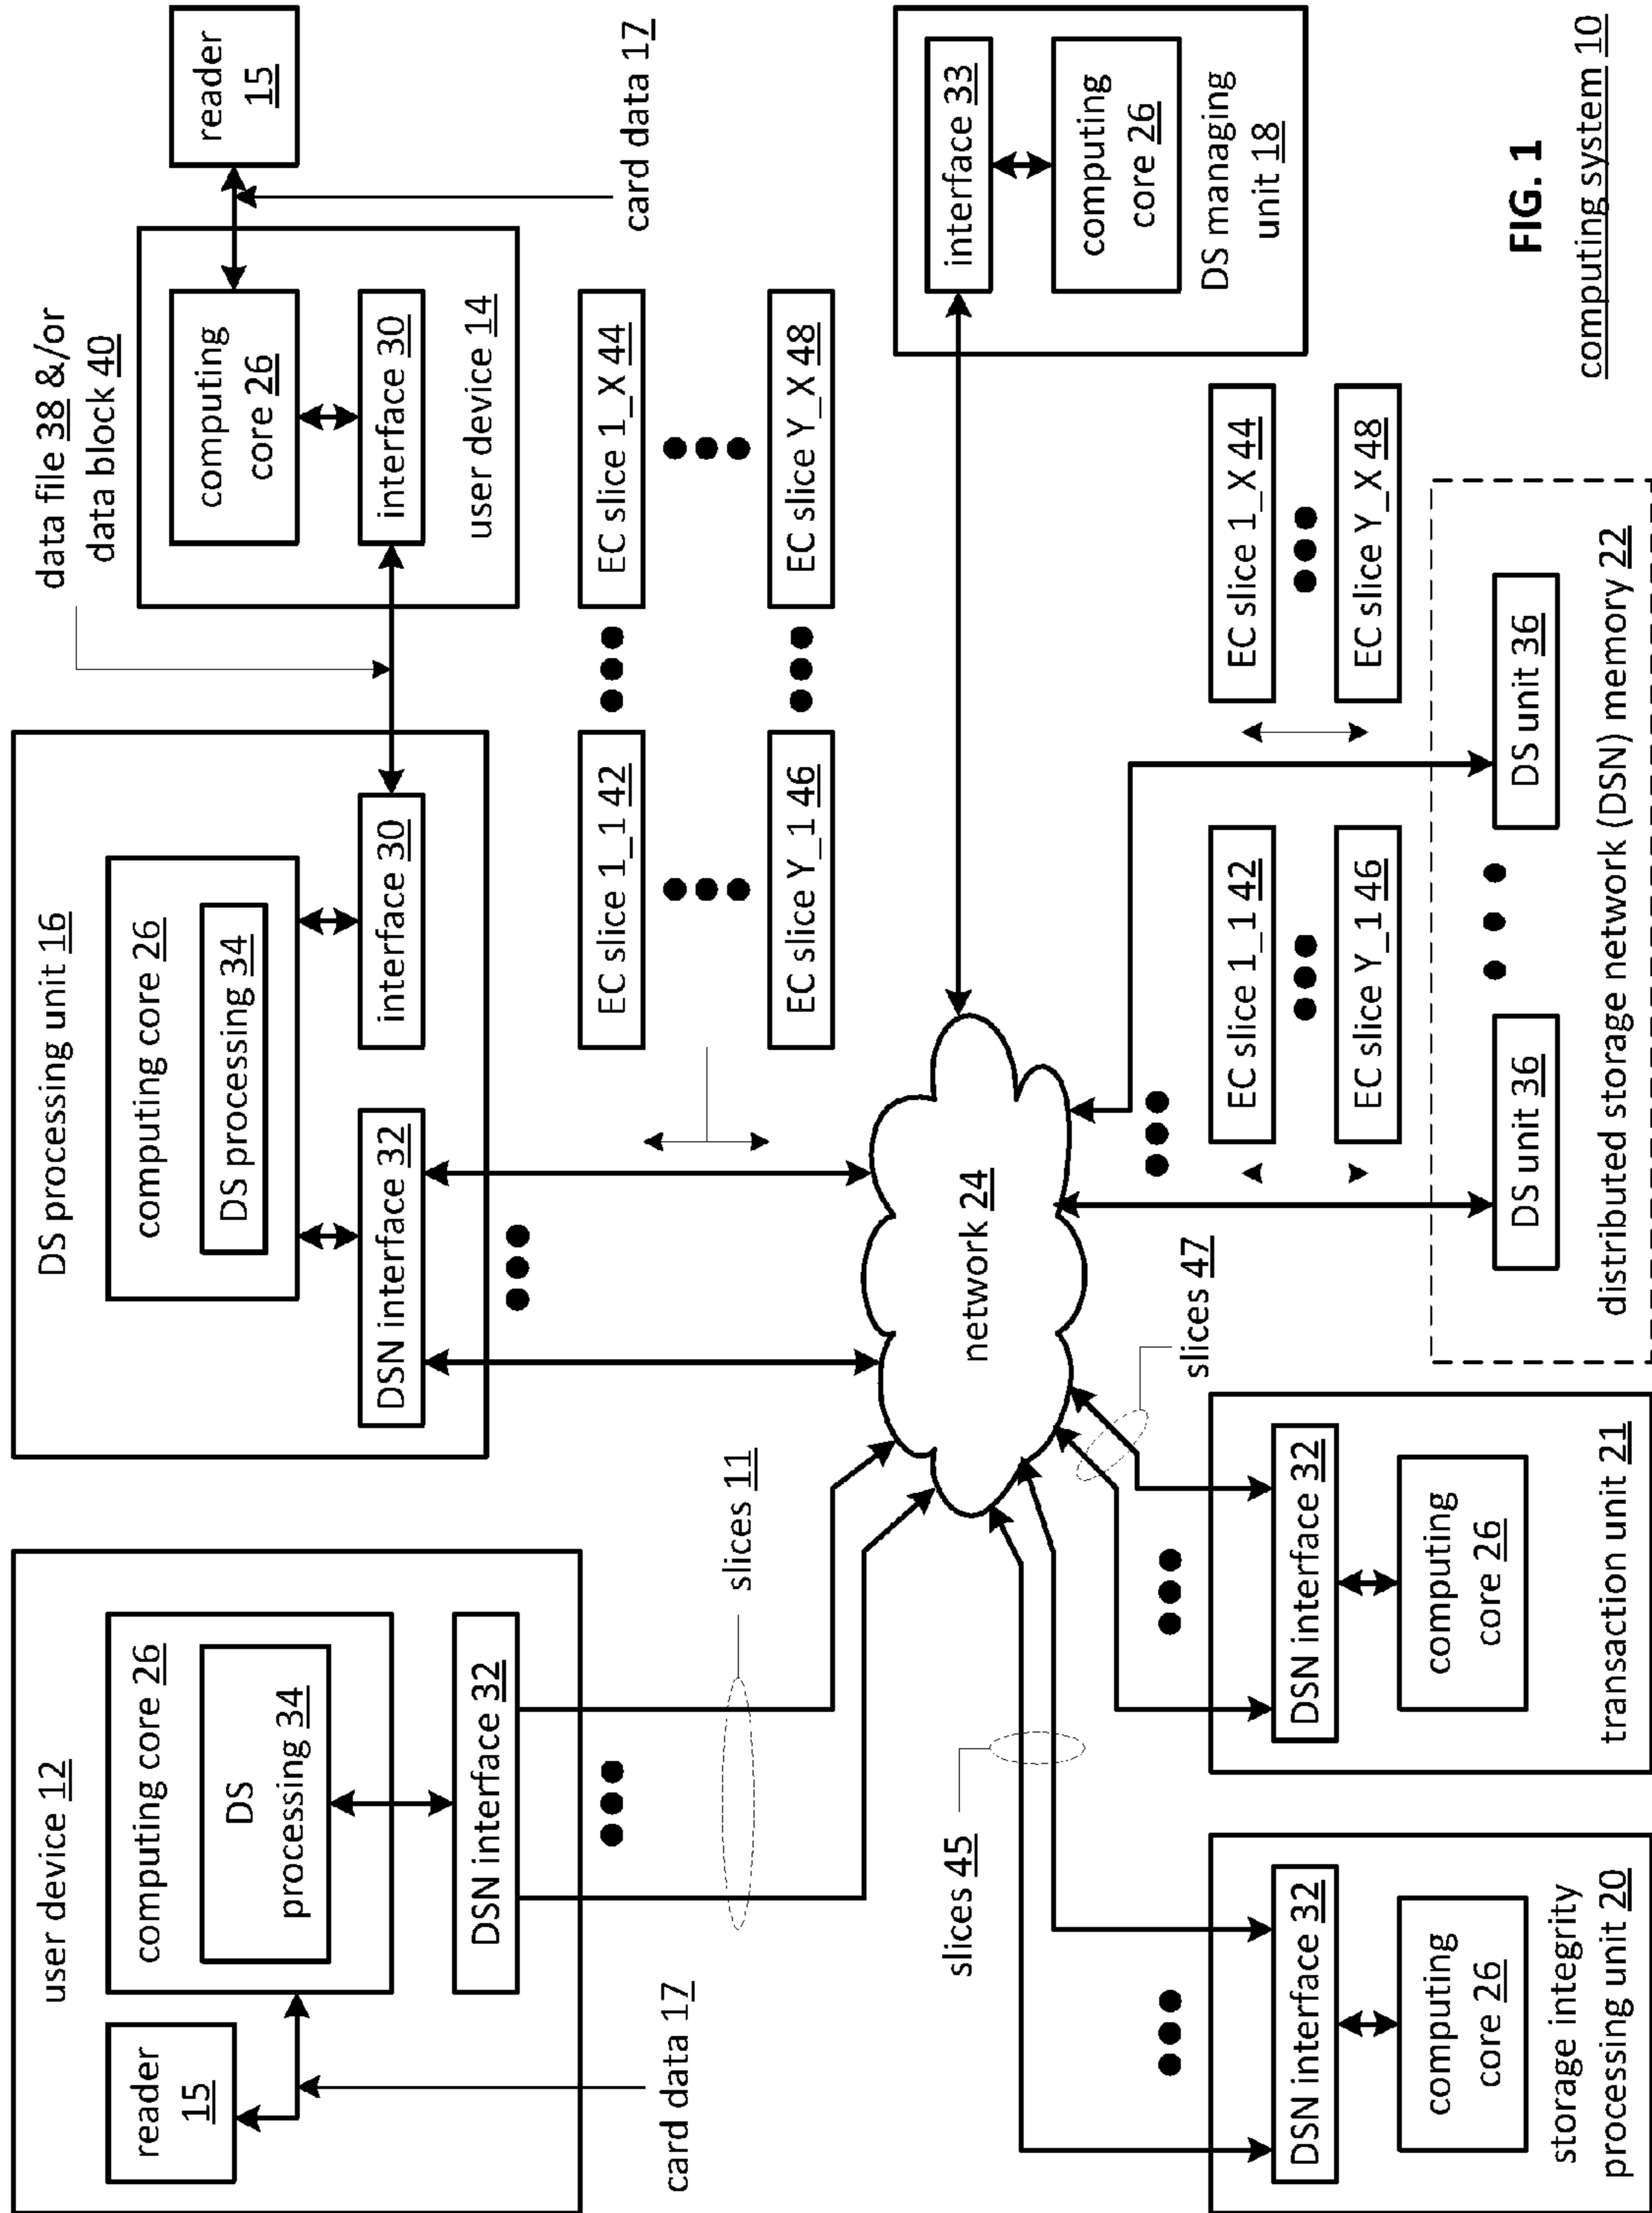 user device 12
reader
15
computing core 26
DS
processing 34
DSN interface 32
card data 17
slices 11
DS processing unit 16
computing core 26
DS processing 34
DSN interface 32
interface 30
data file 38 &/or
data block 40
computing
core 26
interface 30
user device 14
reader
15
card data 17
EC slice 1_1 42
EC slice 1_X 44
EC slice Y_1 46
EC slice Y_X 48
network 24
interface 33
computing
core 26
DS managing
unit 18
slices 45
slices 47
DSN interface 32
computing
core 26
storage integrity
processing unit 20
DSN interface 32
computing
core 26
transaction unit 21
EC slice 1_1 42
EC slice 1_X 44
EC slice Y_1 46
EC slice Y_X 48
DS unit 36
DS unit 36
distributed storage network (DSN) memory 22
FIG. 1
computing system 10